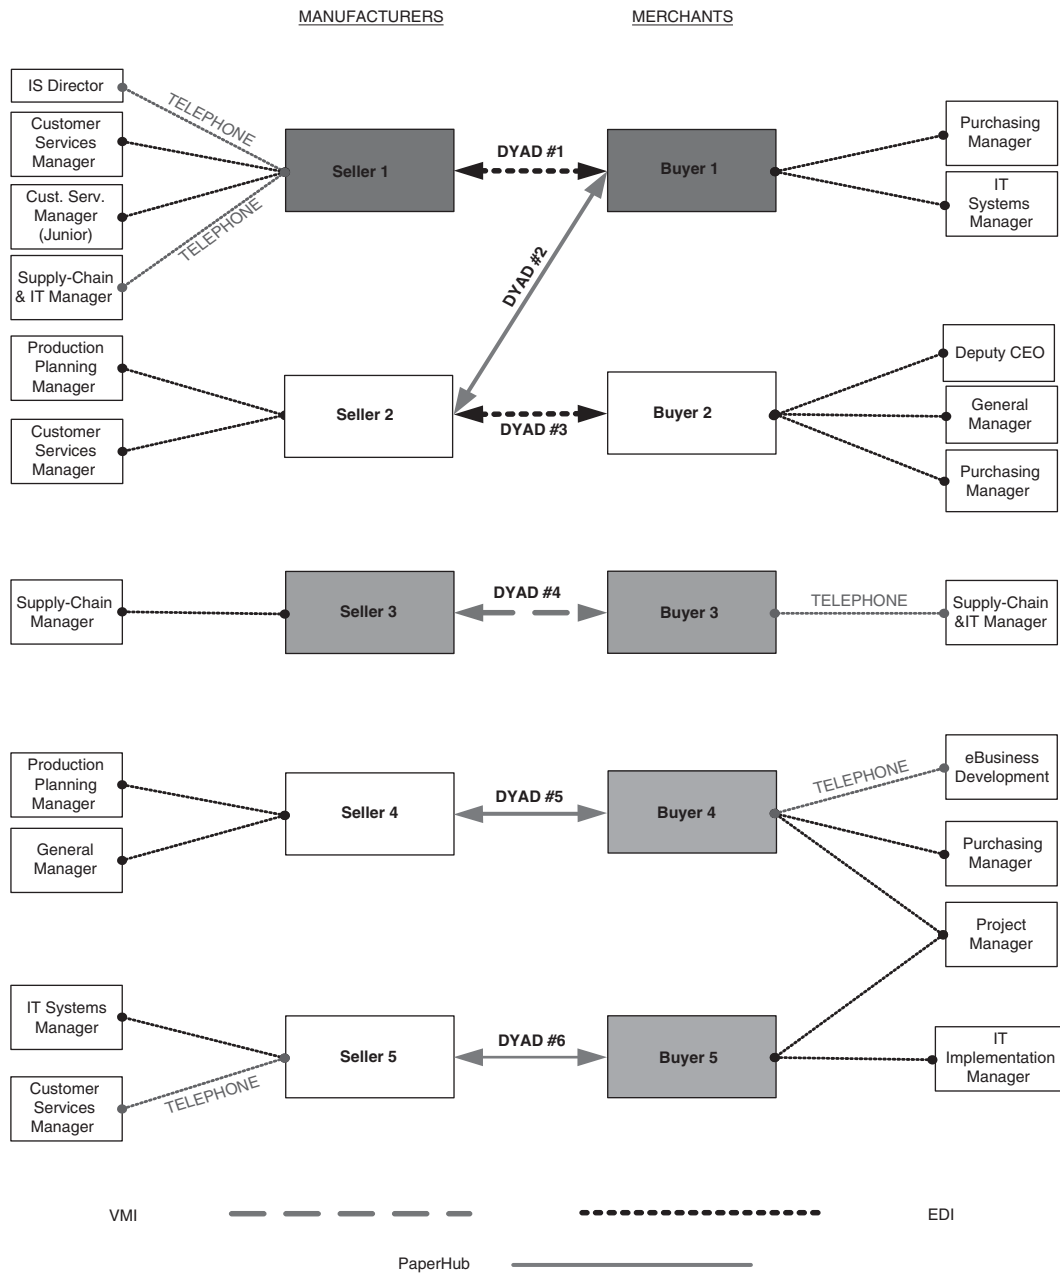 MANUFACTURERS
MERCHANTS
IS Director
TELEPHONE
Customer
Services
Manager
Cust. Serv.
Manager
(Junior)
TELEPHONE
Supply-Chain
& IT Manager
Seller 1
DYAD #1
Buyer 1
Purchasing
Manager
IT
Systems
Manager
DYAD #2
Production
Planning
Manager
Customer
Services
Manager
Seller 2
DYAD #3
Buyer 2
Deputy CEO
General
Manager
Purchasing
Manager
Supply-Chain
Manager
Seller 3
DYAD #4
Buyer 3
TELEPHONE
Supply-Chain
&IT Manager
Production
Planning
Manager
General
Manager
Seller 4
DYAD #5
Buyer 4
TELEPHONE
eBusiness
Development
Purchasing
Manager
Project
Manager
IT Systems
Manager
Customer
Services
Manager
TELEPHONE
Seller 5
DYAD #6
Buyer 5
IT
Implementation
Manager
VMI
EDI
PaperHub